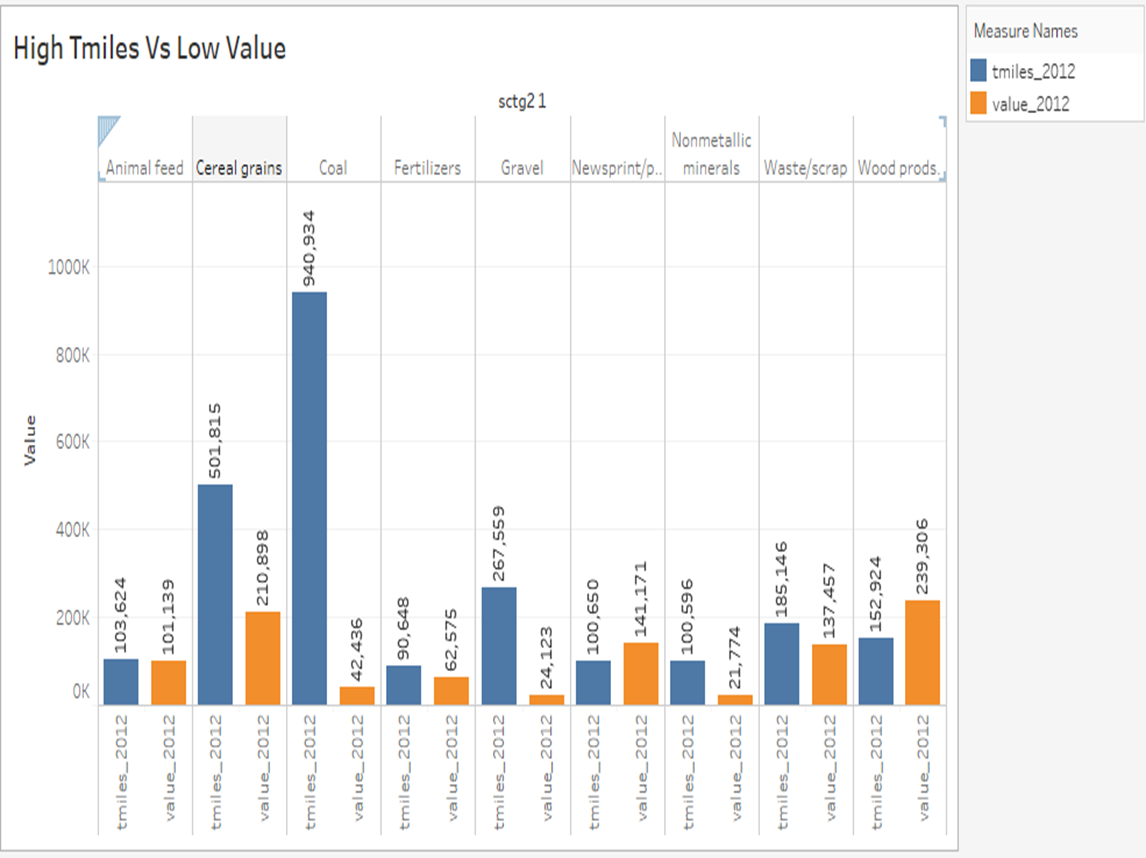 High Tmiles Vs Low Value
sctg2 1
Animal feed
Cereal grains
Coal
Fertilizers
Gravel
Newsprint/p..
Nonmetallic
minerals
Waste/scrap
Wood prods.
Value
1000K
800K
600K
400K
200K
0K
103,624
101,139
501,815
210,898
940,934
42,436
90,648
62,575
267,559
24,123
100,650
141,171
100,596
21,774
185,146
137,457
152,924
239,306
tmiles_2012
value_2012
tmiles_2012
value_2012
tmiles_2012
value_2012
tmiles_2012
value_2012
tmiles_2012
value_2012
tmiles_2012
value_2012
tmiles_2012
value_2012
tmiles_2012
value_2012
tmiles_2012
value_2012
Measure Names
tmiles_2012
value_2012